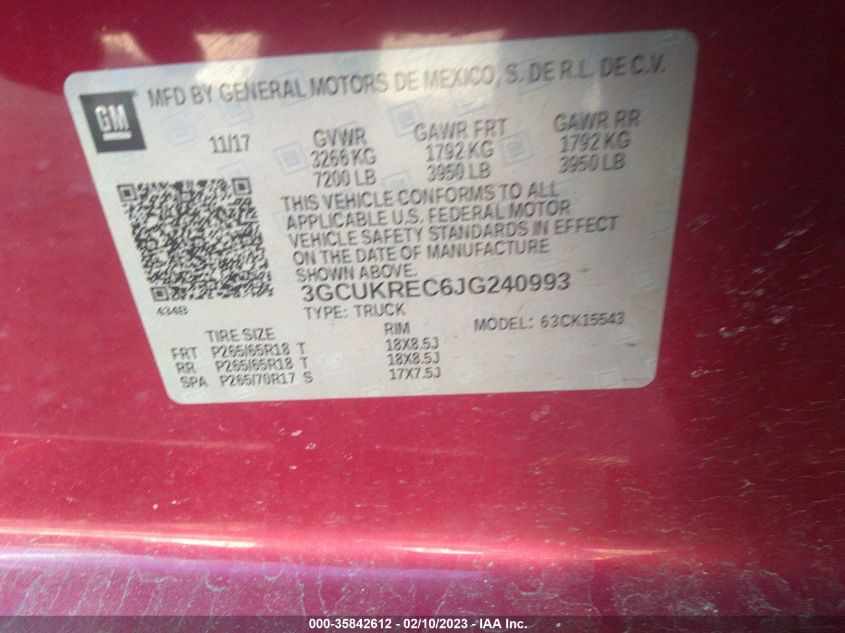 GM
MFD BY GENERAL MOTORS DE MEXICO, S. DE R.L. DE C.V.
11/17 GVWR GAWR FRT GAWR RR
3266 KG 1792 KG 1792 KG
7200 LB 3950 LB 3950 LB
THIS VEHICLE CONFORMS TO ALL
APPLICABLE U.S. FEDERAL MOTOR
VEHICLE SAFETY STANDARDS IN EFFECT
ON THE DATE OF MANUFACTURE
SHOWN ABOVE.
434B
3GCUKREC6JG240993
TYPE: TRUCK MODEL: 63CK15543
TIRE SIZE RIM
FRT P265/65R18 T 18X8.5J
RR P265/65R18 T 18X8.5J
SPA P265/70R17 S 17X7.5J
000-35842612 - 02/10/2023 - IAA Inc.